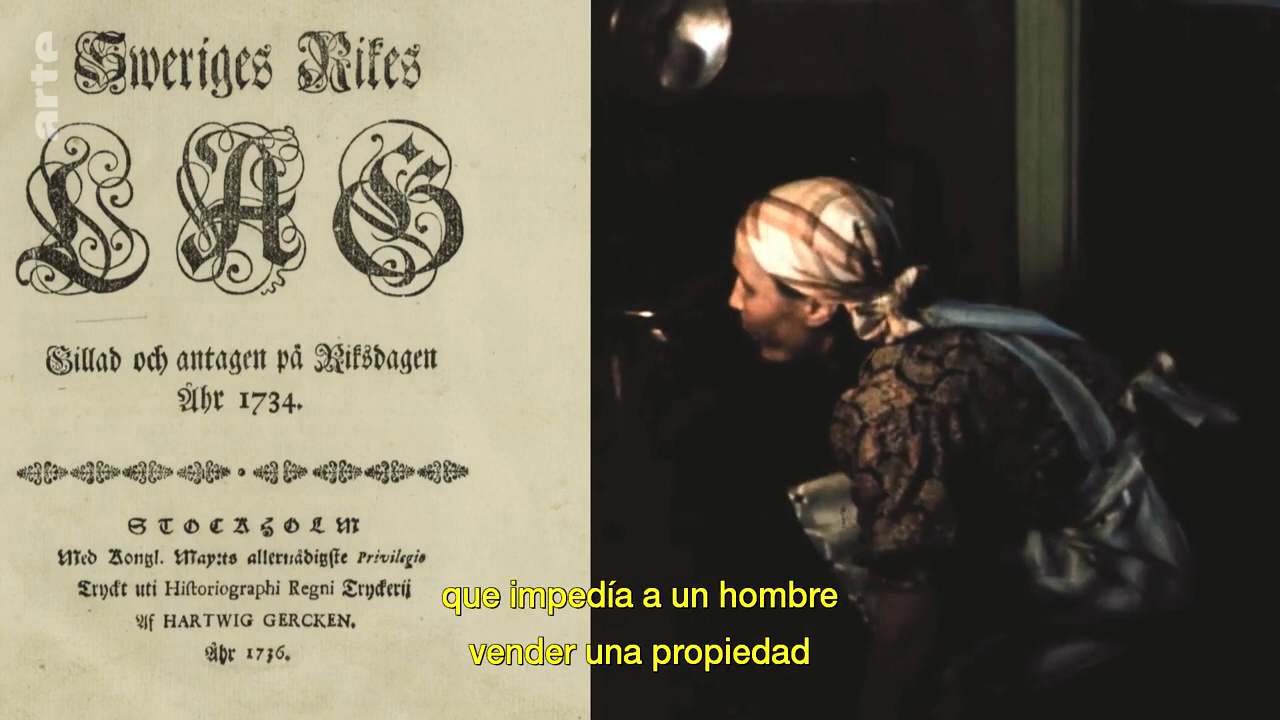 arte
Sweriges Rikes
LAG
Gillad och antagen på Riksdagen
Åhr 1734.
STOCKHOLM
Med Kongl. May:ts allernådigste Privilegio
Tryckt uti Historiographi Regni Tryckerij
Af HARTWIG GERCKEN.
Åhr 1736.
que impedía a un hombre
vender una propiedad